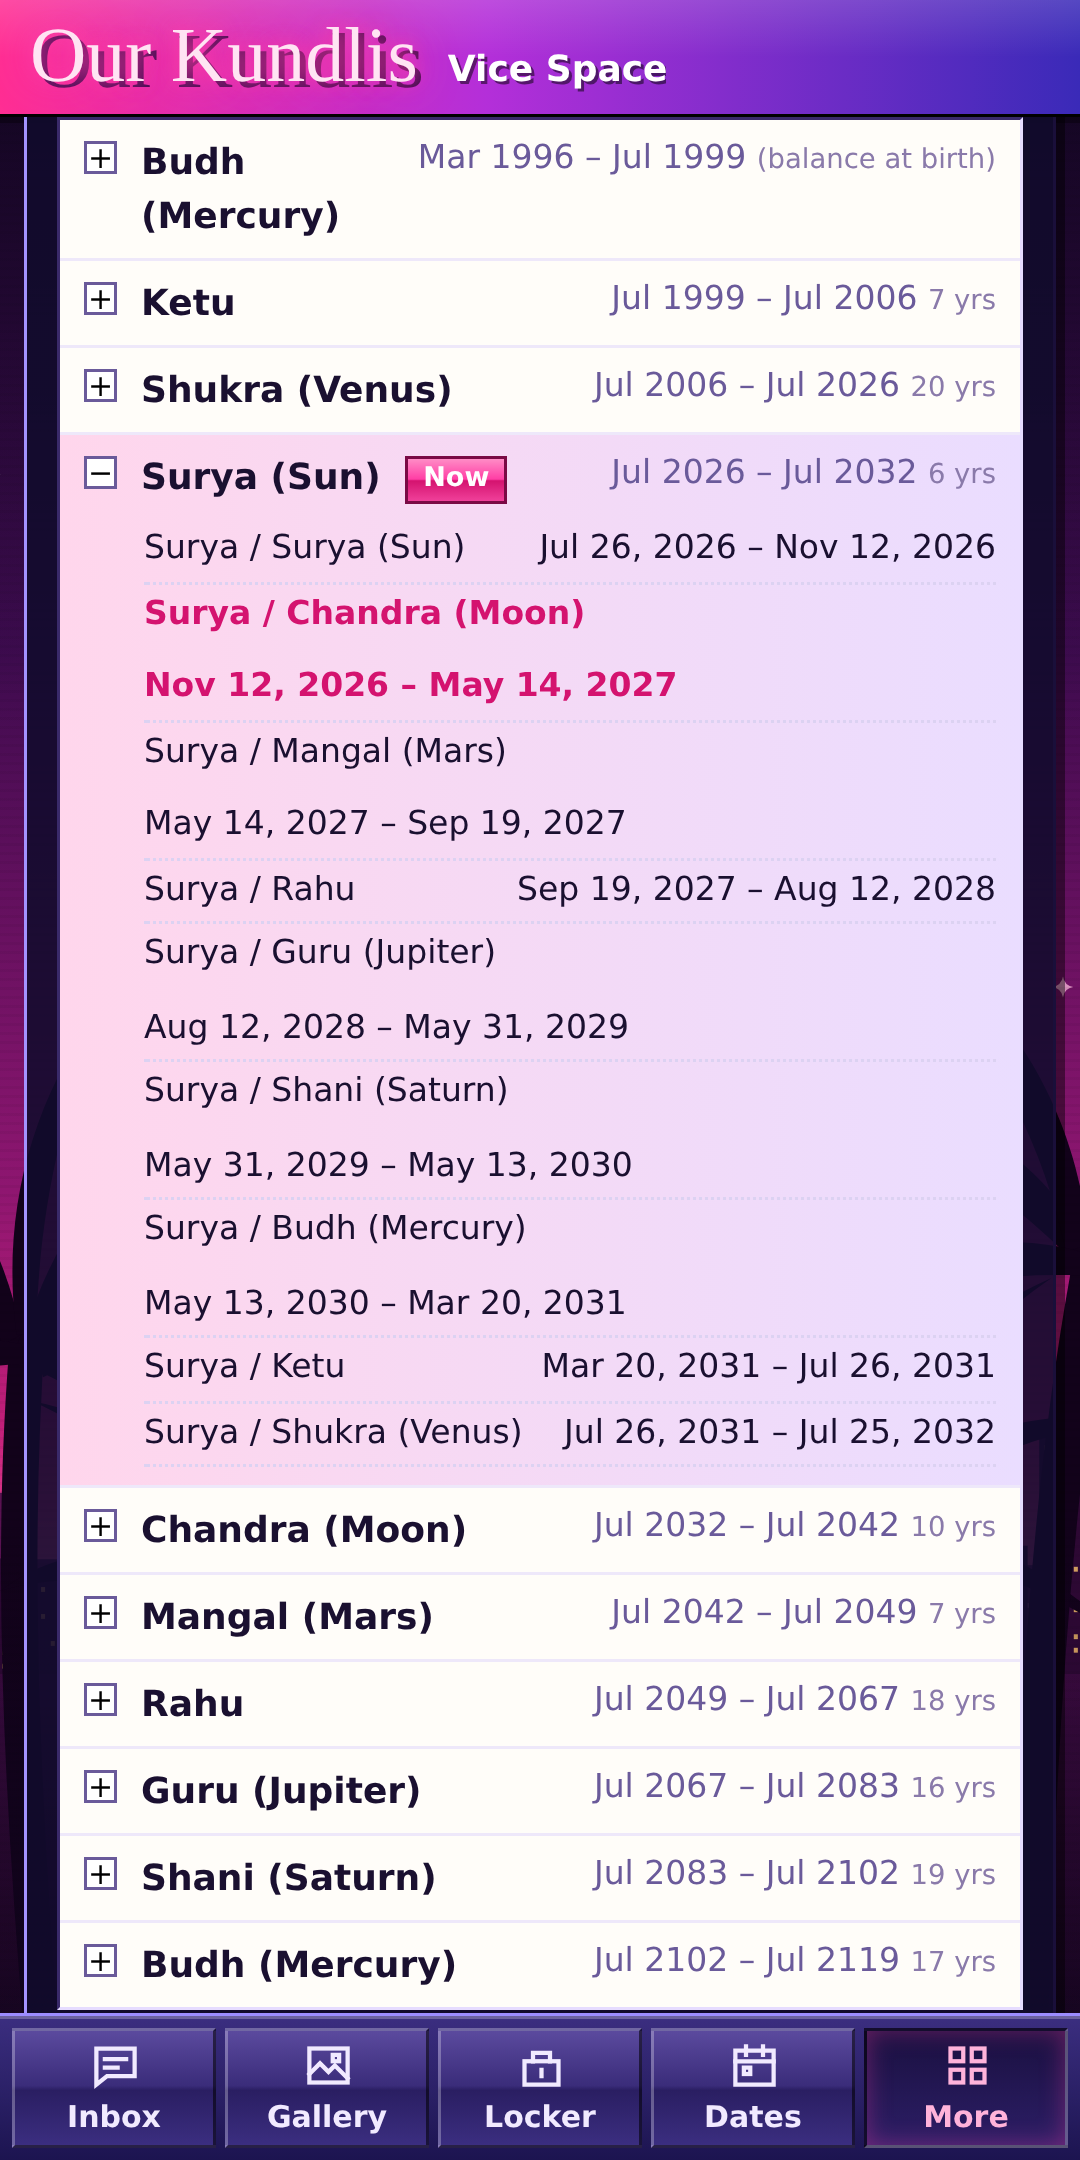 Our Kundlis Vice Space
Budh (Mercury) Mar 1996 – Jul 1999 (balance at birth)
Ketu Jul 1999 – Jul 2006 7 yrs
Shukra (Venus) Jul 2006 – Jul 2026 20 yrs
Surya (Sun) Now Jul 2026 – Jul 2032 6 yrs
Surya / Surya (Sun) Jul 26, 2026 – Nov 12, 2026
Surya / Chandra (Moon)
Nov 12, 2026 – May 14, 2027
Surya / Mangal (Mars)
May 14, 2027 – Sep 19, 2027
Surya / Rahu Sep 19, 2027 – Aug 12, 2028
Surya / Guru (Jupiter)
Aug 12, 2028 – May 31, 2029
Surya / Shani (Saturn)
May 31, 2029 – May 13, 2030
Surya / Budh (Mercury)
May 13, 2030 – Mar 20, 2031
Surya / Ketu Mar 20, 2031 – Jul 26, 2031
Surya / Shukra (Venus) Jul 26, 2031 – Jul 25, 2032
Chandra (Moon) Jul 2032 – Jul 2042 10 yrs
Mangal (Mars) Jul 2042 – Jul 2049 7 yrs
Rahu Jul 2049 – Jul 2067 18 yrs
Guru (Jupiter) Jul 2067 – Jul 2083 16 yrs
Shani (Saturn) Jul 2083 – Jul 2102 19 yrs
Budh (Mercury) Jul 2102 – Jul 2119 17 yrs
Inbox Gallery Locker Dates More